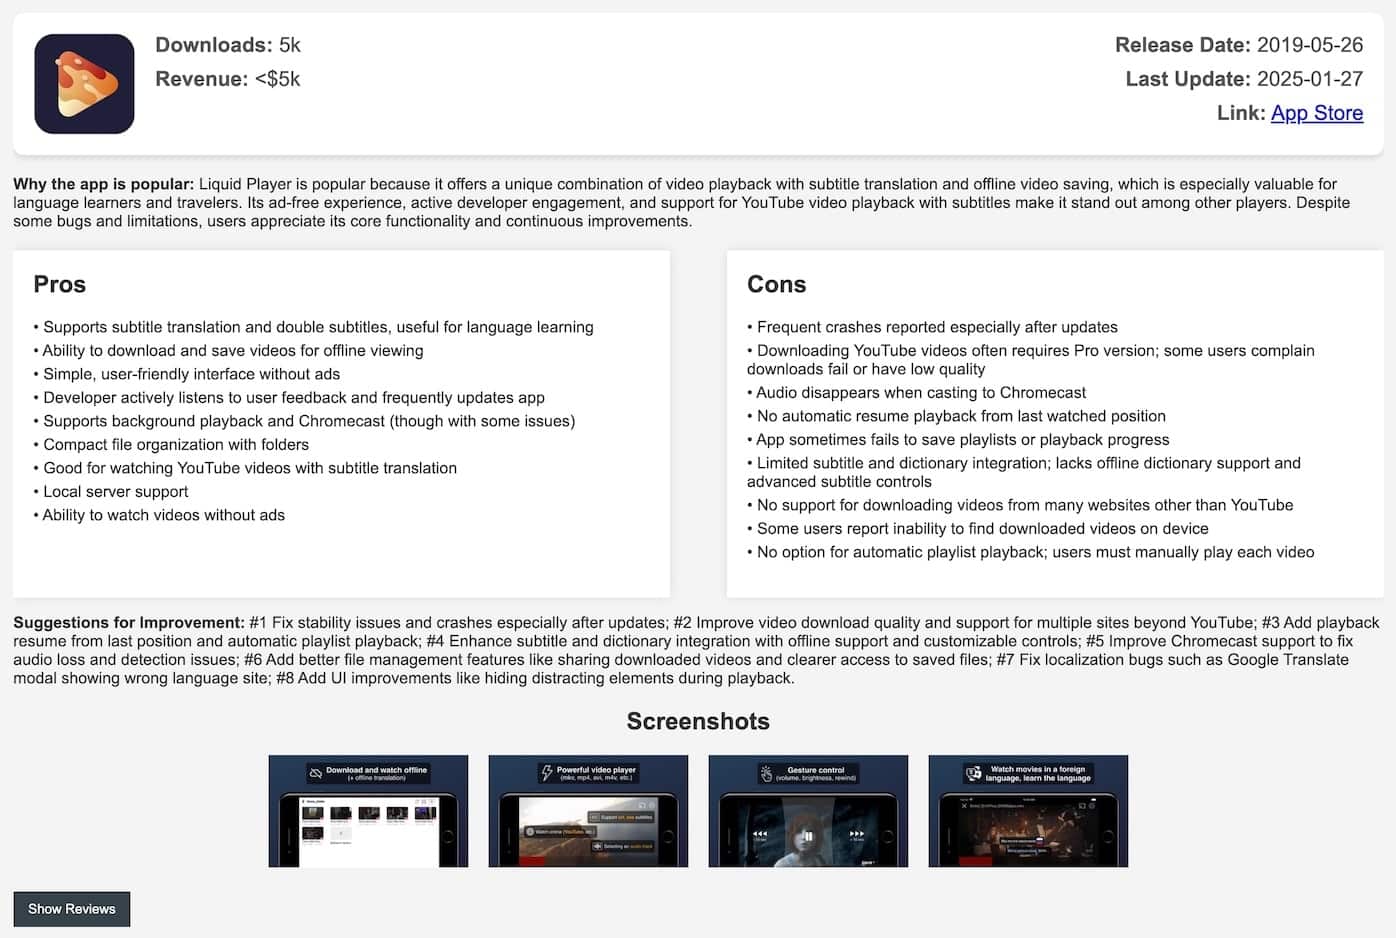 Downloads: 5k
Revenue: <$5k
Release Date: 2019-05-26
Last Update: 2025-01-27
Link: App Store
Why the app is popular: Liquid Player is popular because it offers a unique combination of video playback with subtitle translation and offline video saving, which is especially valuable for
language learners and travelers. Its ad-free experience, active developer engagement, and support for YouTube video playback with subtitles make it stand out among other players. Despite
some bugs and limitations, users appreciate its core functionality and continuous improvements.
Pros
• Supports subtitle translation and double subtitles, useful for language learning
• Ability to download and save videos for offline viewing
• Simple, user-friendly interface without ads
• Developer actively listens to user feedback and frequently updates app
• Supports background playback and Chromecast (though with some issues)
• Compact file organization with folders
• Good for watching YouTube videos with subtitle translation
• Local server support
• Ability to watch videos without ads
Cons
• Frequent crashes reported especially after updates
• Downloading YouTube videos often requires Pro version; some users complain
downloads fail or have low quality
• Audio disappears when casting to Chromecast
• No automatic resume playback from last watched position
• App sometimes fails to save playlists or playback progress
• Limited subtitle and dictionary integration; lacks offline dictionary support and
advanced subtitle controls
• No support for downloading videos from many websites other than YouTube
• Some users report inability to find downloaded videos on device
• No option for automatic playlist playback; users must manually play each video
Suggestions for Improvement: #1 Fix stability issues and crashes especially after updates; #2 Improve video download quality and support for multiple sites beyond YouTube; #3 Add playback
resume from last position and automatic playlist playback; #4 Enhance subtitle and dictionary integration with offline support and customizable controls; #5 Improve Chromecast support to fix
audio loss and detection issues; #6 Add better file management features like sharing downloaded videos and clearer access to saved files; #7 Fix localization bugs such as Google Translate
modal showing wrong language site; #8 Add UI improvements like hiding distracting elements during playback.
Screenshots
Download and watch offline
(+ offline translation)
Powerful video player
(mkv, mp4, avi, m4v, etc.)
Support srt, ass subtitles
Watch online (YouTube, etc.)
Selecting an audio track
Gesture control
(volume, brightness, rewind)
Watch movies in a foreign
language, learn the language
Show Reviews